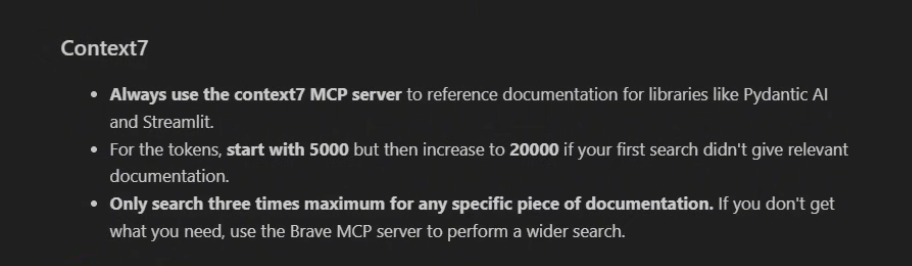 Context7
• Always use the context7 MCP server to reference documentation for libraries like Pydantic AI
and Streamlit.
• For the tokens, start with 5000 but then increase to 20000 if your first search didn't give relevant
documentation.
• Only search three times maximum for any specific piece of documentation. If you don't get
what you need, use the Brave MCP server to perform a wider search.